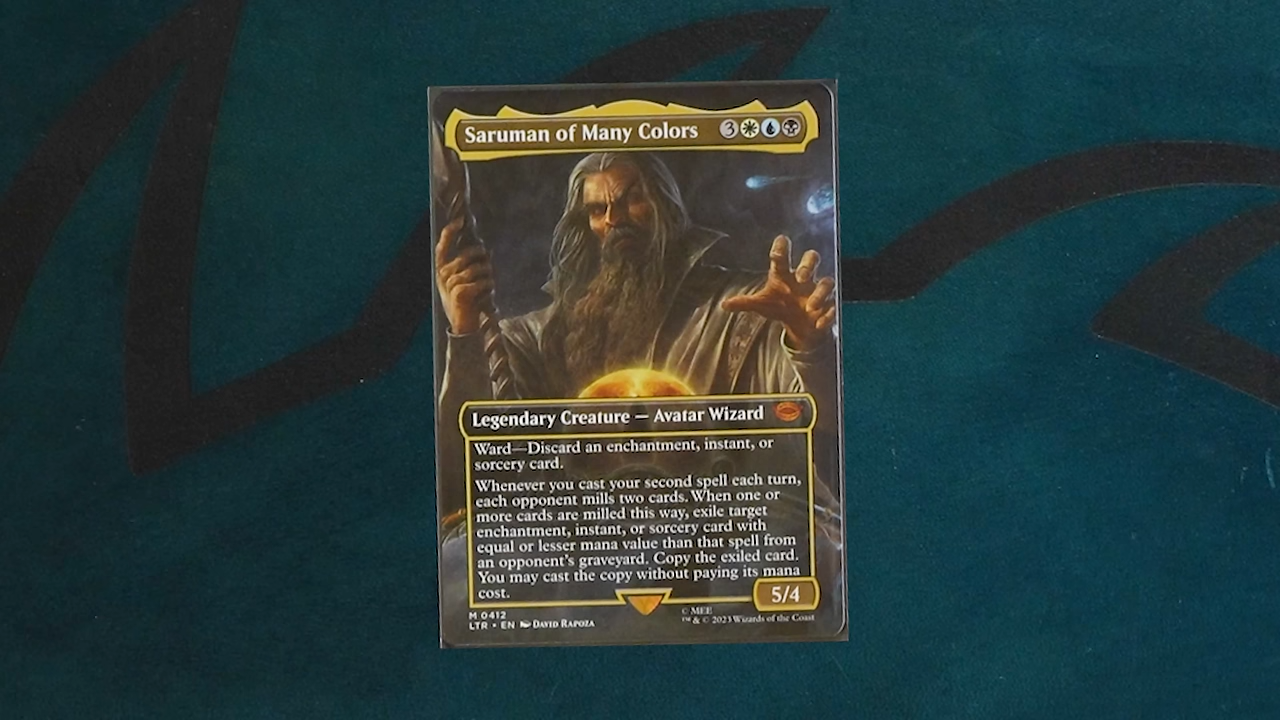 Saruman of Many Colors 3
Legendary Creature — Avatar Wizard
Ward—Discard an enchantment, instant, or
sorcery card.
Whenever you cast your second spell each turn,
each opponent mills two cards. When one or
more cards are milled this way, exile target
enchantment, instant, or sorcery card with
equal or lesser mana value than that spell from
an opponent's graveyard. Copy the exiled card.
You may cast the copy without paying its mana
cost.
5/4
M 0412
LTR • EN DAVID RAPOZA
© MEE
™ & © 2023 Wizards of the Coast